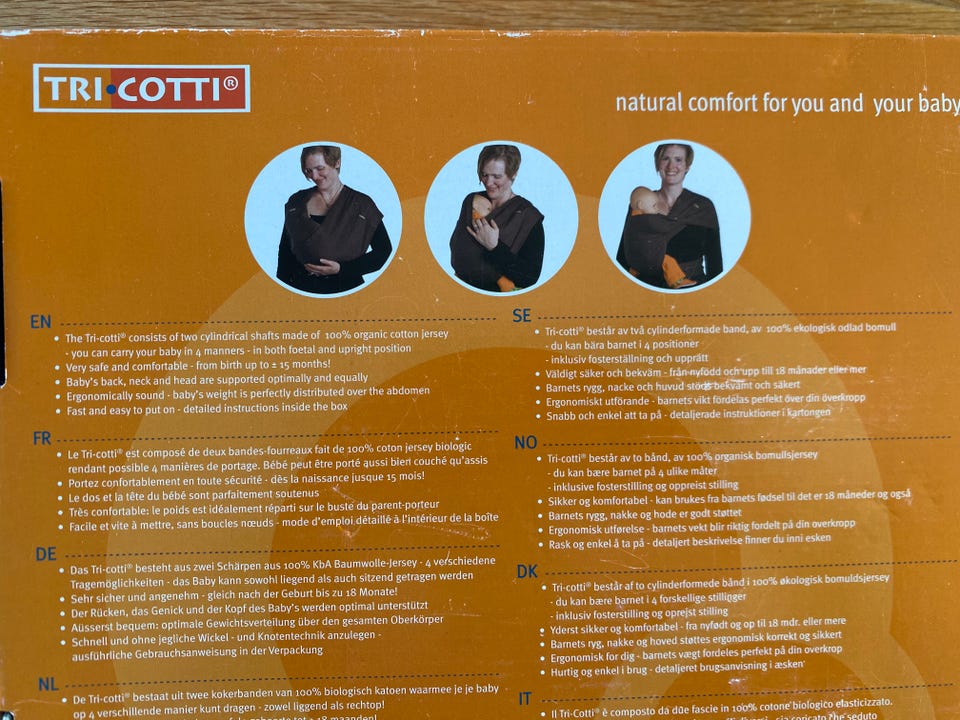 TRI·COTTI®
natural comfort for you and your baby
EN
• The Tri-cotti® consists of two cylindrical shafts made of 100% organic cotton jersey
- you can carry your baby in 4 manners - in both foetal and upright position
• Very safe and comfortable - from birth up to ± 15 months!
• Baby's back, neck and head are supported optimally and equally
• Ergonomically sound - baby's weight is perfectly distributed over the abdomen
• Fast and easy to put on - detailed instructions inside the box
FR
• Le Tri-cotti® est composé de deux bandes-fourreaux fait de 100% coton jersey biologic
rendant possible 4 manières de portage. Bébé peut être porté aussi bien couché qu'assis
• Portez confortablement en toute sécurité - dès la naissance jusque 15 mois!
• Le dos et la tête du bébé sont parfaitement soutenus
• Très confortable: le poids est idéalement réparti sur le buste du parent-porteur
• Facile et vite à mettre, sans boucles nœuds - mode d'emploi détaillé à l'intérieur de la boîte
DE
• Das Tri-cotti® besteht aus zwei Schärpen aus 100% KbA Baumwolle-Jersey - 4 verschiedene
Tragemöglichkeiten - das Baby kann sowohl liegend als auch sitzend getragen werden
• Sehr sicher und angenehm - gleich nach der Geburt bis zu 18 Monate!
• Der Rücken, das Genick und der Kopf des Baby's werden optimal unterstützt
• Äusserst bequem: optimale Gewichtsverteilung über den gesamten Oberkörper
• Schnell und ohne jegliche Wickel - und Knotentechnik anzulegen -
ausführliche Gebrauchsanweisung in der Verpackung
NL
• De Tri-cotti® bestaat uit twee kokerbanden van 100% biologisch katoen waarmee je je baby
op 4 verschillende manier kunt dragen - zowel liggend als rechtop!
geboorte tot ± 18 maanden!
SE
• Tri-cotti® består av två cylinderformade band, av 100% ekologisk odlad bomull
- du kan bära barnet i 4 positioner
- inklusiv fosterställning och upprätt
• Väldigt säker och bekväm - från nyfödd och upp till 18 månader eller mer
• Barnets rygg, nacke och huvud stöds bekvämt och säkert
• Ergonomiskt utförande - barnets vikt fördelas perfekt över din överkropp
• Snabb och enkel att ta på - detaljerade instruktioner i kartongen
NO
• Tri-cotti® består av to bånd, av 100% organisk bomullsjersey
- du kan bære barnet på 4 ulike måter
- inklusive fosterstilling og oppreist stilling
• Sikker og komfortabel - kan brukes fra barnets fødsel til det er 18 måneder og også
• Barnets rygg, nakke og hode er godt støttet
• Ergonomisk utførelse - barnets vekt blir riktig fordelt på din overkropp
• Rask og enkel å ta på - detaljert beskrivelse finner du inni esken
DK
• Tri-cotti® består af to cylinderformede bånd i 100% økologisk bomuldsjersey
- du kan bære barnet i 4 forskellige stillinger
- inklusiv fosterstilling og oprejst stilling
• Yderst sikker og komfortabel - fra nyfødt og op til 18 mdr. eller mere
• Barnets ryg, nakke og hoved støttes ergonomisk korrekt og sikkert
• Ergonomisk for dig - barnets vægt fordeles perfekt på din overkrop
• Hurtig og enkel i brug - detaljeret brugsanvisning i æsken
IT
• Il Tri-Cotti® è composto da due fascie in 100% cotone biologico elasticizzato.
sia coricato che seduto